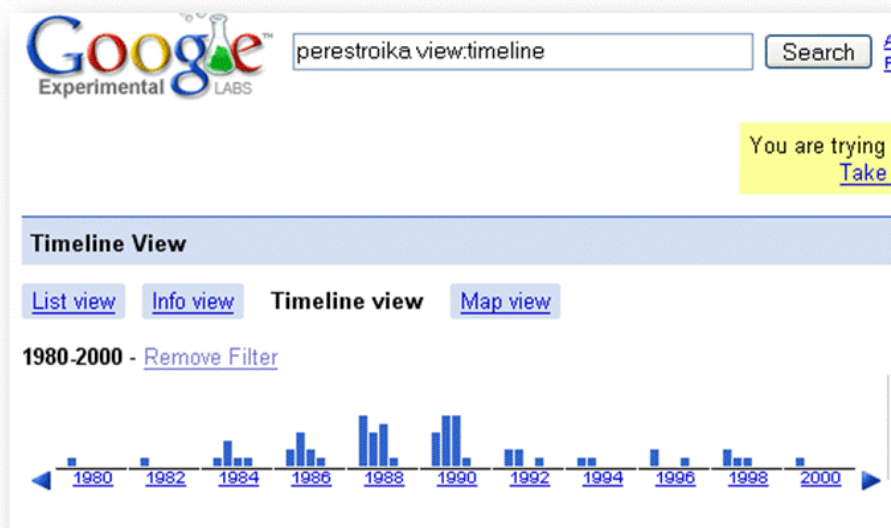 Google™
Experimental LABS
perestroika view:timeline
Search
You are trying
Take
Timeline View
List view Info view Timeline view Map view
1980-2000 - Remove Filter
1980 1982 1984 1986 1988 1990 1992 1994 1996 1998 2000